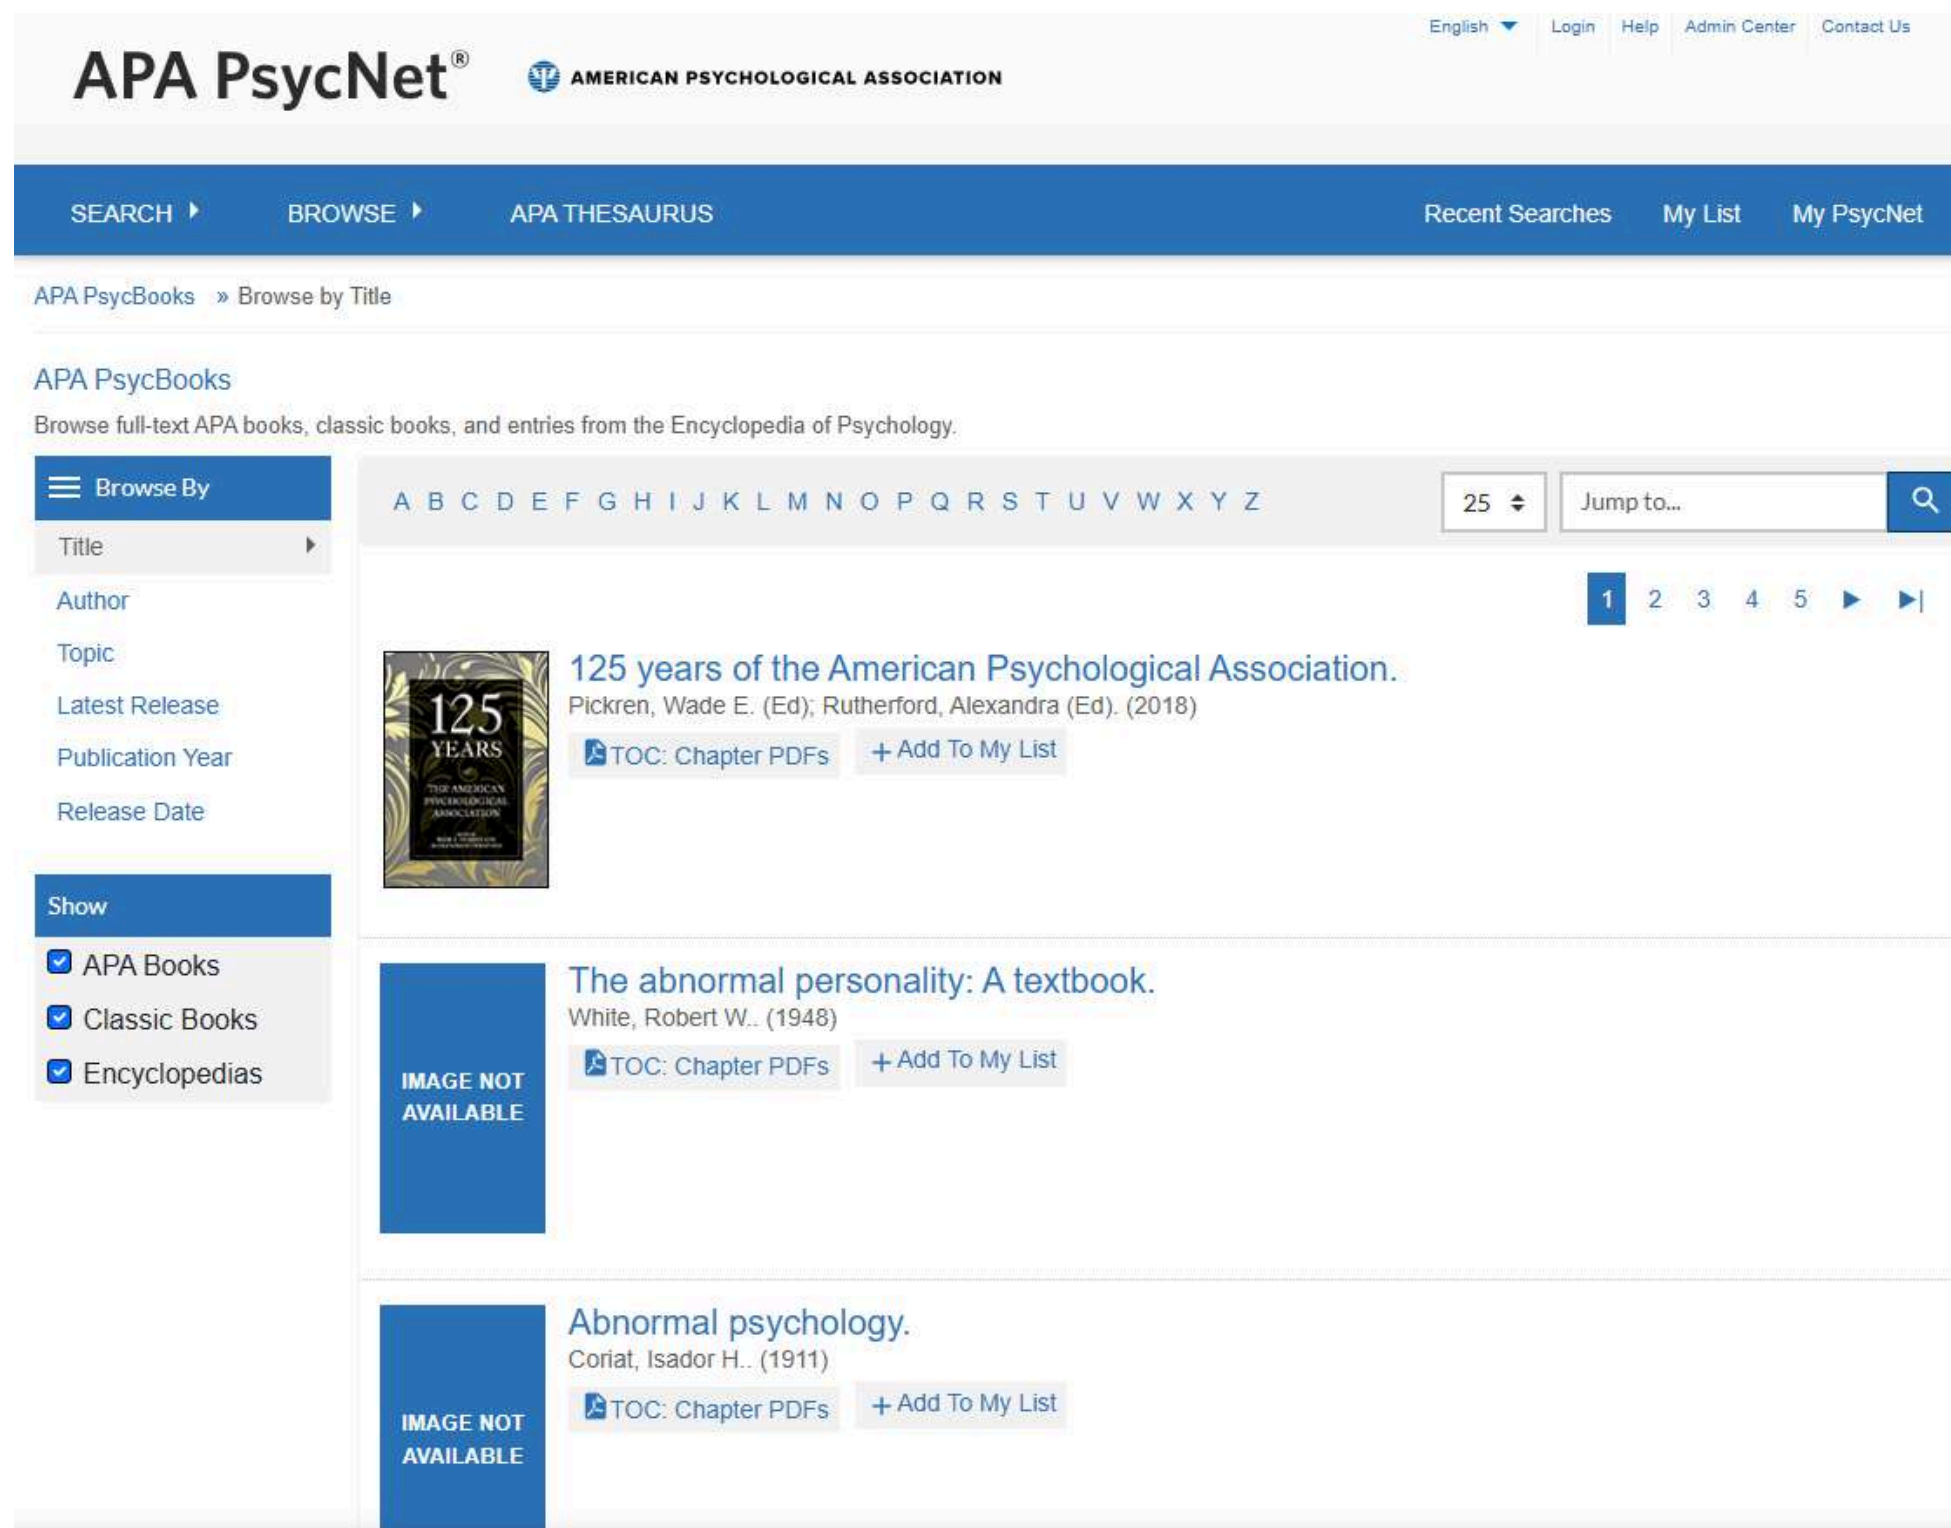 English Login Help Admin Center Contact Us
APA PsycNet® AMERICAN PSYCHOLOGICAL ASSOCIATION
SEARCH BROWSE APA THESAURUS Recent Searches My List My PsycNet
APA PsycBooks » Browse by Title
APA PsycBooks
Browse full-text APA books, classic books, and entries from the Encyclopedia of Psychology.
Browse By
Title
Author
Topic
Latest Release
Publication Year
Release Date
Show
APA Books
Classic Books
Encyclopedias
A B C D E F G H I J K L M N O P Q R S T U V W X Y Z 25 Jump to...
1 2 3 4 5
125
YEARS
THE AMERICAN
PSYCHOLOGICAL
ASSOCIATION
125 years of the American Psychological Association.
Pickren, Wade E. (Ed); Rutherford, Alexandra (Ed). (2018)
TOC: Chapter PDFs + Add To My List
IMAGE NOT
AVAILABLE
The abnormal personality: A textbook.
White, Robert W.. (1948)
TOC: Chapter PDFs + Add To My List
IMAGE NOT
AVAILABLE
Abnormal psychology.
Coriat, Isador H.. (1911)
TOC: Chapter PDFs + Add To My List